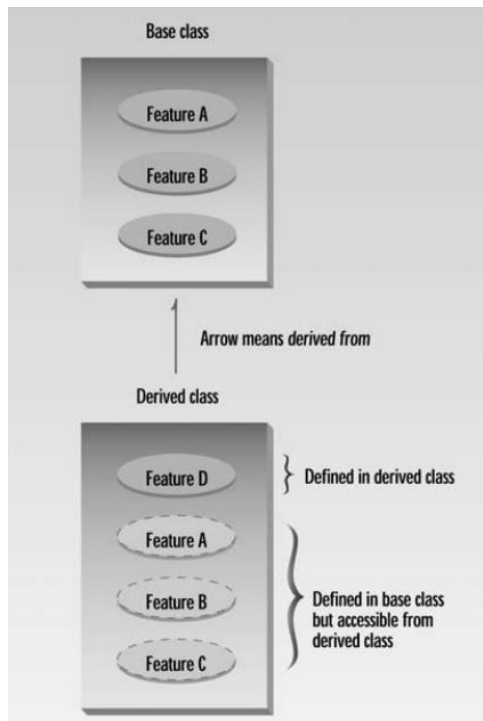 Base class
Feature A
Feature B
Feature C
Arrow means derived from
Derived class
Feature D
Defined in derived class
Feature A
Feature B
Feature C
Defined in base class
but accessible from
derived class